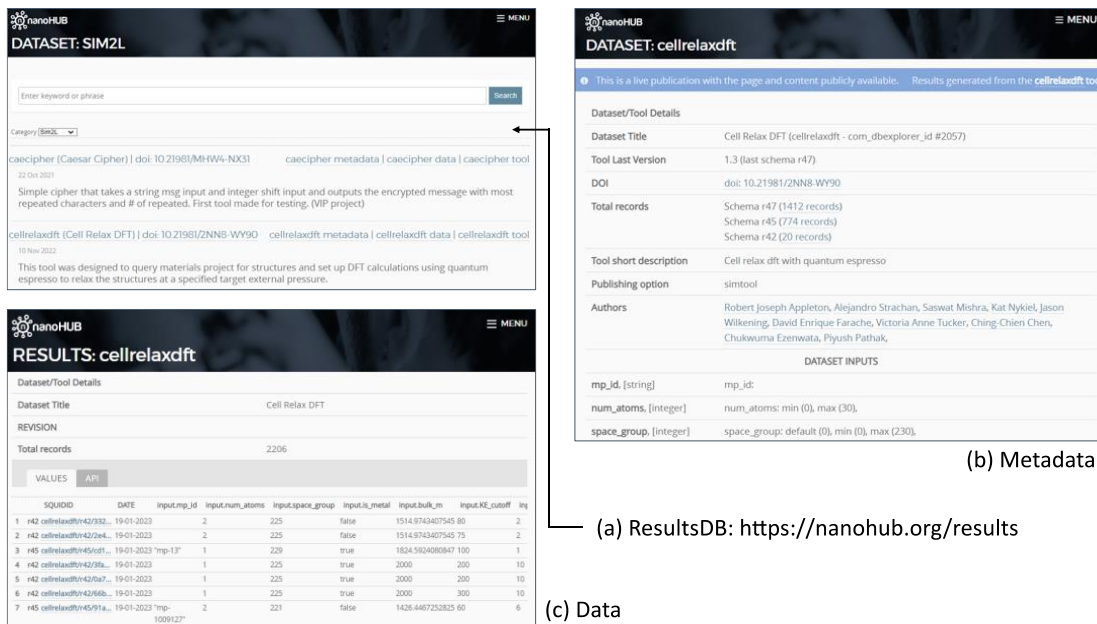 nanoHUB
MENU
DATASET: SIM2L
Enter keyword or phrase
Search
Category Sim2L
caecipher (Caesar Cipher) | doi: 10.21981/MHW4-NX31 caecipher metadata | caecipher data | caecipher tool
22 Oct 2021
Simple cipher that takes a string msg input and integer shift input and outputs the encrypted message with most
repeated characters and # of repeated. First tool made for testing. (VIP project)
cellrelaxdft (Cell Relax DFT) | doi: 10.21981/2NN8-WY90 cellrelaxdft metadata | cellrelaxdft data | cellrelaxdft tool
10 Nov 2022
This tool was designed to query materials project for structures and set up DFT calculations using quantum
espresso to relax the structures at a specified target external pressure.
nanoHUB
MENU
DATASET: cellrelaxdft
This is a live publication with the page and content publicly available. Results generated from the cellrelaxdft too
Dataset/Tool Details
Dataset Title Cell Relax DFT (cellrelaxdft - com_dbexplorer_id #2057)
Tool Last Version 1.3 (last schema r47)
DOI doi: 10.21981/2NN8-WY90
Total records Schema r47 (1412 records)
Schema r45 (774 records)
Schema r42 (20 records)
Tool short description Cell relax dft with quantum espresso
Publishing option simtool
Authors Robert Joseph Appleton, Alejandro Strachan, Saswat Mishra, Kat Nykiel, Jason
Wilkening, David Enrique Farache, Victoria Anne Tucker, Ching-Chien Chen,
Chukwuma Ezenwata, Piyush Pathak,
DATASET INPUTS
mp_id, [string] mp_id:
num_atoms, [integer] num_atoms: min (0), max (30),
space_group, [integer] space_group: default (0), min (0), max (230),
(b) Metadata
nanoHUB
MENU
RESULTS: cellrelaxdft
Dataset/Tool Details
Dataset Title Cell Relax DFT
REVISION
Total records 2206
VALUES API
SQUIDID DATE input.mp_id input.num_atoms input.space_group input.is_metal input.bulk_m input.KE_cutoff
1 r42 cellrelaxdft/r42/332... 19-01-2023 2 225 false 1514.9743407545 80 2
2 r42 cellrelaxdft/r42/2e4... 19-01-2023 2 225 false 1514.9743407545 75 2
3 r45 cellrelaxdft/r45/cd1... 19-01-2023 "mp-13" 1 229 true 1824.5924080847 100 1
4 r42 cellrelaxdft/r42/3fa... 19-01-2023 1 225 true 2000 200 10
5 r42 cellrelaxdft/r42/0a7... 19-01-2023 1 225 true 2000 200 10
6 r42 cellrelaxdft/r42/66b... 19-01-2023 1 225 true 2000 300 10
7 r45 cellrelaxdft/r45/91a... 19-01-2023 "mp- 2 221 false 1426.4467252825 60 6
1009127"
(a) ResultsDB: https://nanohub.org/results
(c) Data